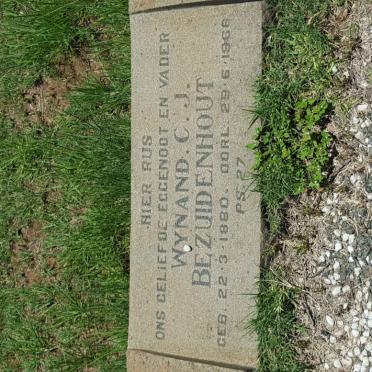 HIER RUS
ONS GELIEFDE EGGENOOT EN VADER
WYNAND. C. J.
BEZUIDENHOUT
GEB. 22·3·1880. OORL. 29·6·1966
PS. 27.